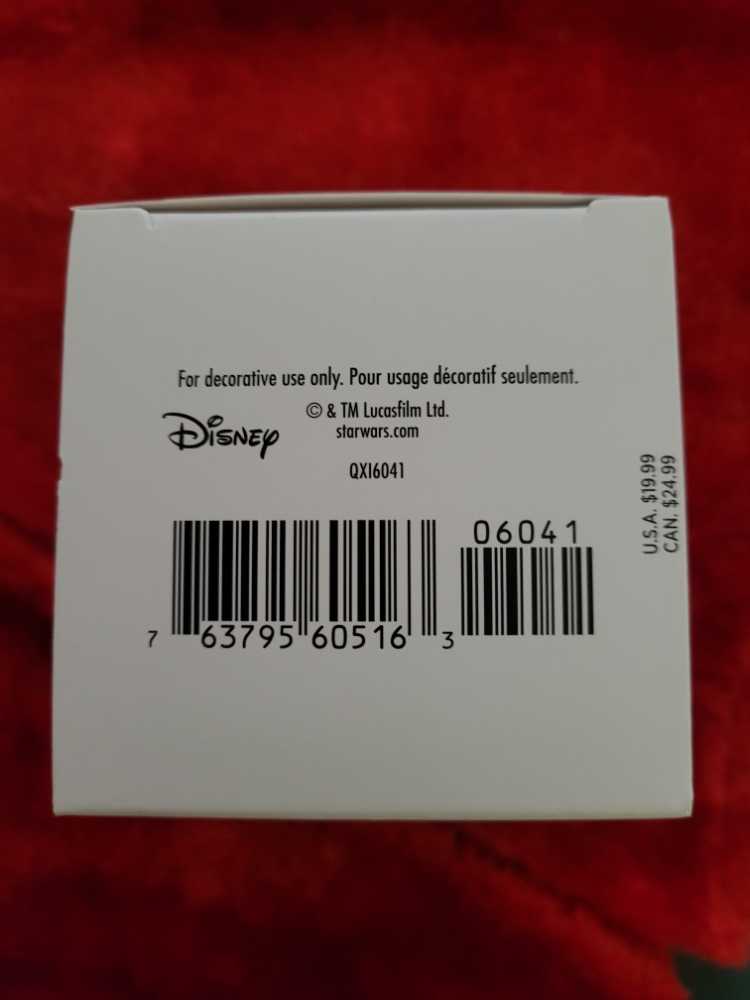 For decorative use only. Pour usage décoratif seulement.
© & TM Lucasfilm Ltd.
Disney
starwars.com
QXI6041
U.S.A. $19.99
CAN. $24.99
06041
7 63795 60516 3